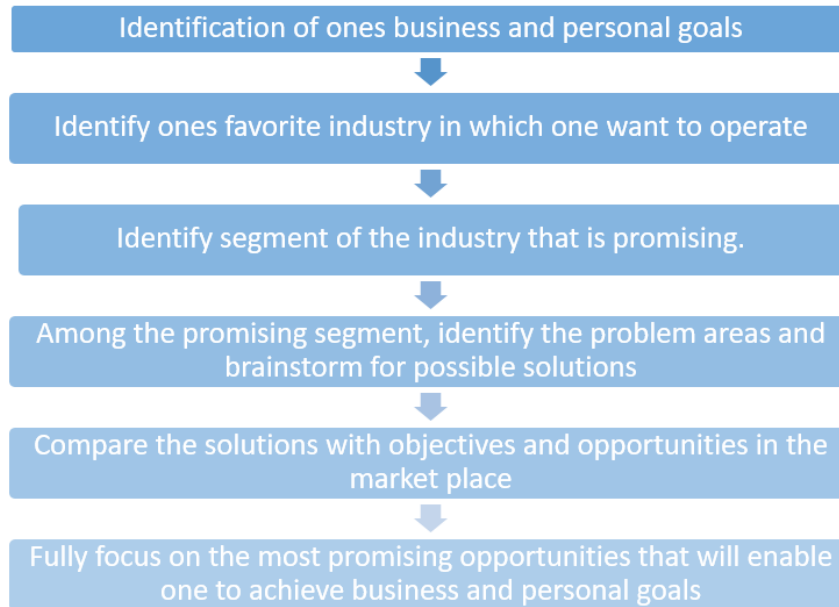 Identification of ones business and personal goals
Identify ones favorite industry in which one want to operate
Identify segment of the industry that is promising.
Among the promising segment, identify the problem areas and
brainstorm for possible solutions
Compare the solutions with objectives and opportunities in the
market place
Fully focus on the most promising opportunities that will enable
one to achieve business and personal goals